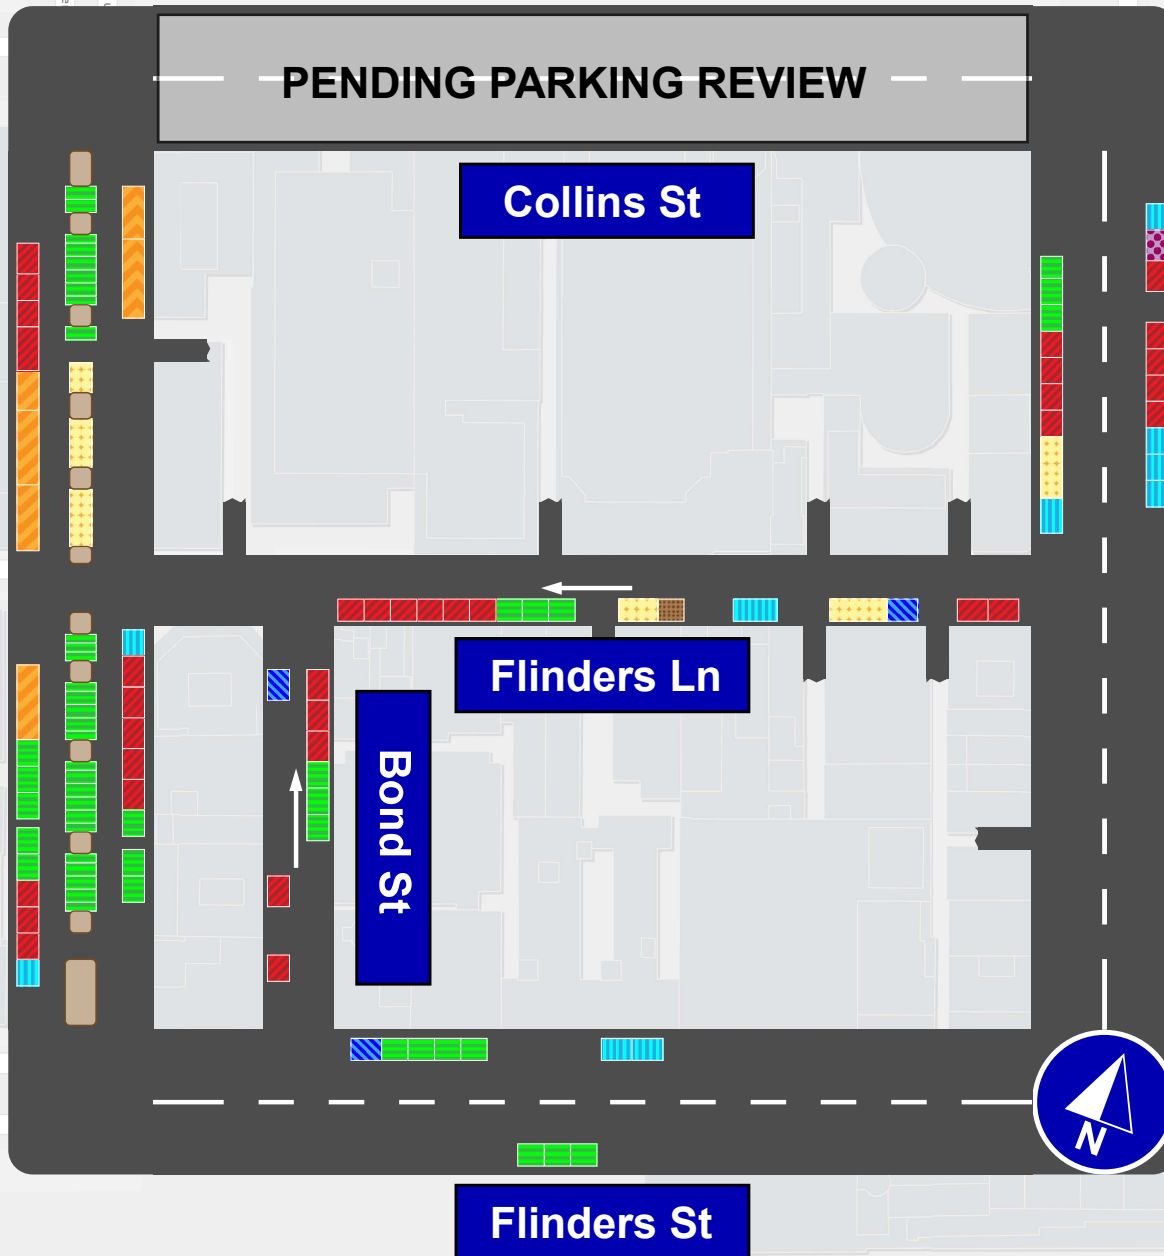 PENDING PARKING REVIEW
Collins St
Flinders Ln
Bond St
N
Flinders St